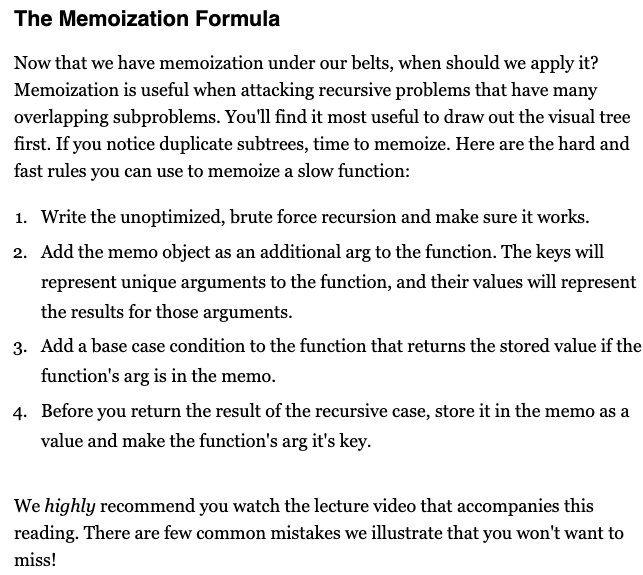 The Memoization Formula
Now that we have memoization under our belts, when should we apply it?
Memoization is useful when attacking recursive problems that have many
overlapping subproblems. You'll find it most useful to draw out the visual tree
first. If you notice duplicate subtrees, time to memoize. Here are the hard and
fast rules you can use to memoize a slow function:
1. Write the unoptimized, brute force recursion and make sure it works.
2. Add the memo object as an additional arg to the function. The keys will
represent unique arguments to the function, and their values will represent
the results for those arguments.
3. Add a base case condition to the function that returns the stored value if the
function's arg is in the memo.
4. Before you return the result of the recursive case, store it in the memo as a
value and make the function's arg it's key.
We highly recommend you watch the lecture video that accompanies this
reading. There are few common mistakes we illustrate that you won't want to
miss!